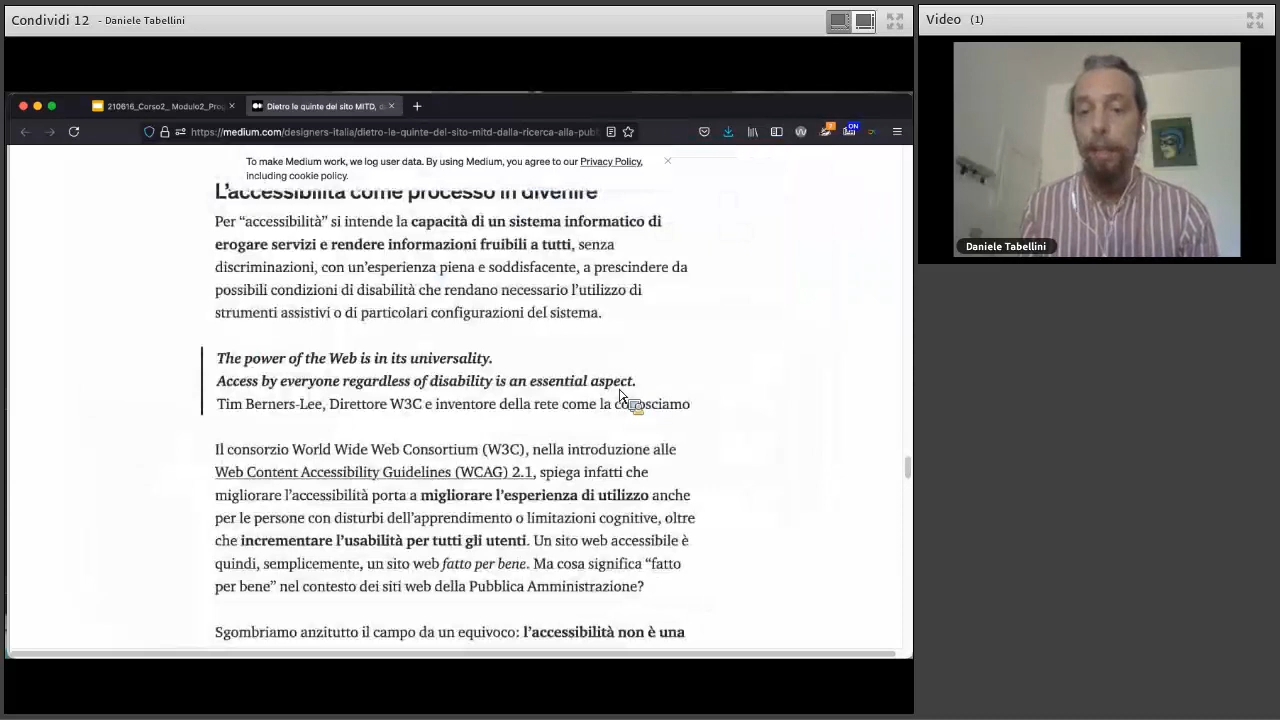 Condividi 12 - Daniele Tabellini
Video (1)
210616_Corso2_ Modulo2_Prog
Dietro le quinte del sito MITD, d
https://medium.com/designers-italia/dietro-le-quinte-del-sito-mitd-dalla-ricerca-alla-pub
ON
To make Medium work, we log user data. By using Medium, you agree to our Privacy Policy,
including cookie policy.
L'accessibilità come processo in divenire
Per “accessibilità” si intende la capacità di un sistema informatico di
erogare servizi e rendere informazioni fruibili a tutti, senza
discriminazioni, con un’esperienza piena e soddisfacente, a prescindere da
possibili condizioni di disabilità che rendano necessario l’utilizzo di
strumenti assistivi o di particolari configurazioni del sistema.
The power of the Web is in its universality.
Access by everyone regardless of disability is an essential aspect.
Tim Berners-Lee, Direttore W3C e inventore della rete come la conosciamo
Il consorzio World Wide Web Consortium (W3C), nella introduzione alle
Web Content Accessibility Guidelines (WCAG) 2.1, spiega infatti che
migliorare l’accessibilità porta a migliorare l’esperienza di utilizzo anche
per le persone con disturbi dell’apprendimento o limitazioni cognitive, oltre
che incrementare l’usabilità per tutti gli utenti. Un sito web accessibile è
quindi, semplicemente, un sito web fatto per bene. Ma cosa significa “fatto
per bene” nel contesto dei siti web della Pubblica Amministrazione?
Sgombriamo anzitutto il campo da un equivoco: l’accessibilità non è una
Daniele Tabellini